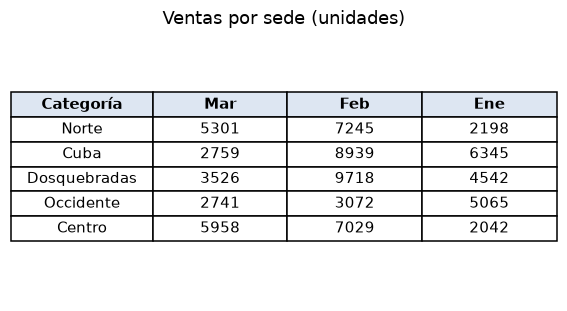 Ventas por sede (unidades)
Categoría Mar Feb Ene
Norte 5301 7245 2198
Cuba 2759 8939 6345
Dosquebradas 3526 9718 4542
Occidente 2741 3072 5065
Centro 5958 7029 2042